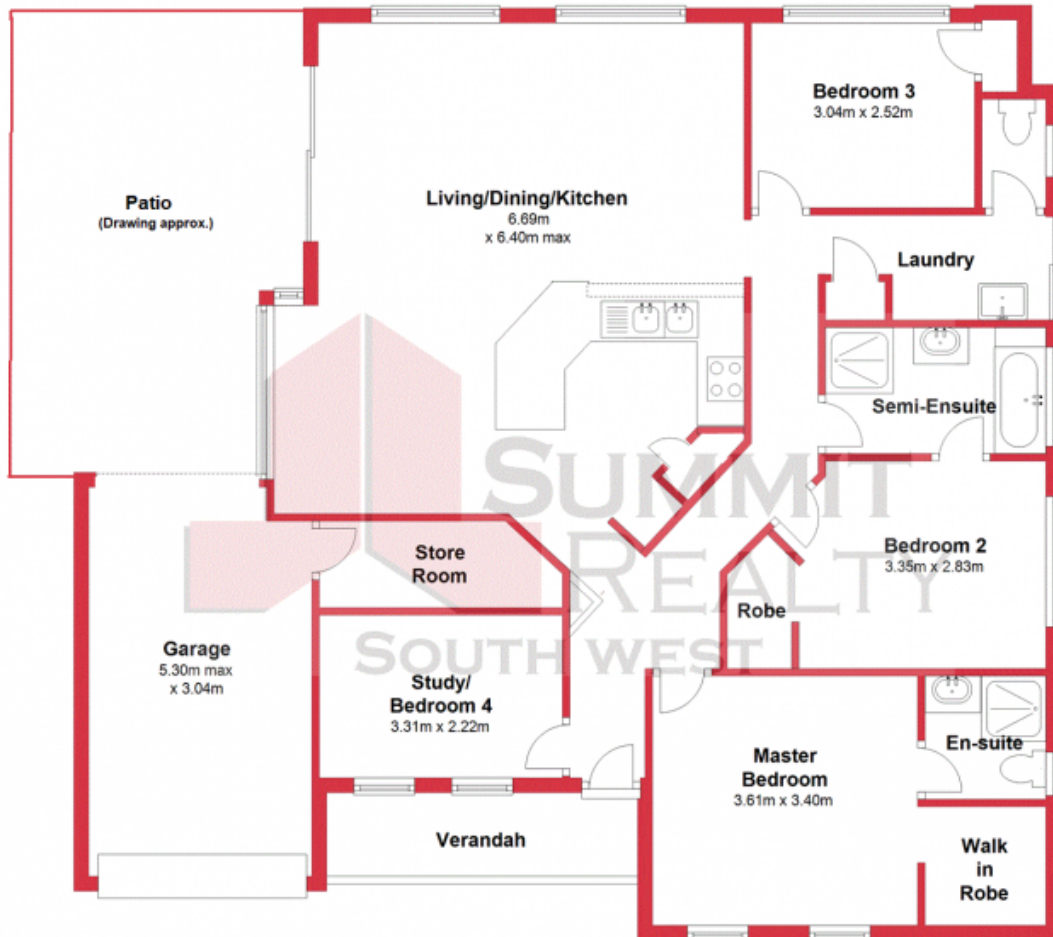 Bedroom 3
3.04m x 2.52m
Patio
(Drawing approx.)
Living/Dining/Kitchen
6.69m
x 6.40m max
Laundry
Semi-Ensuite
SUMMIT
REALTY
SOUTH WEST
Bedroom 2
3.35m x 2.83m
Store
Room
Robe
Garage
5.30m max
x 3.04m
Study/
Bedroom 4
3.31m x 2.22m
En-suite
Master
Bedroom
3.61m x 3.40m
Verandah
Walk
in
Robe